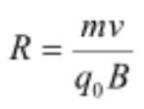 R = mv / q₀B